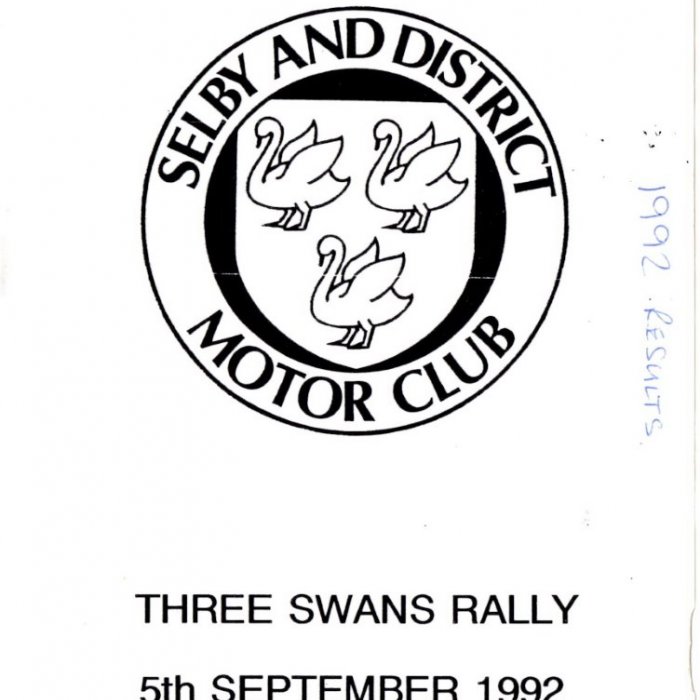 SELBY AND DISTRICT
MOTOR CLUB
1992 RESULTS
THREE SWANS RALLY
5th SEPTEMBER 1992